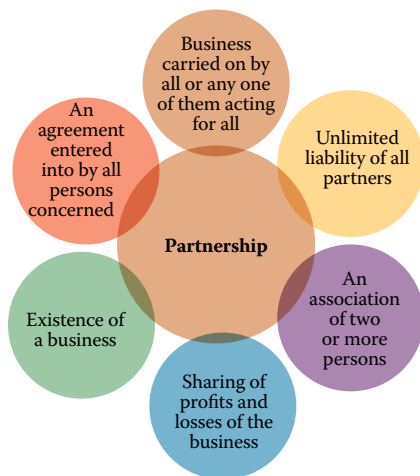 Business
carried on by
all or any one
of them acting
for all
An
agreement
entered
into by all
persons
concerned
Unlimited
liability of all
partners
Partnership
Existence of
a business
An
association
of two
or more
persons
Sharing of
profits and
losses of the
business